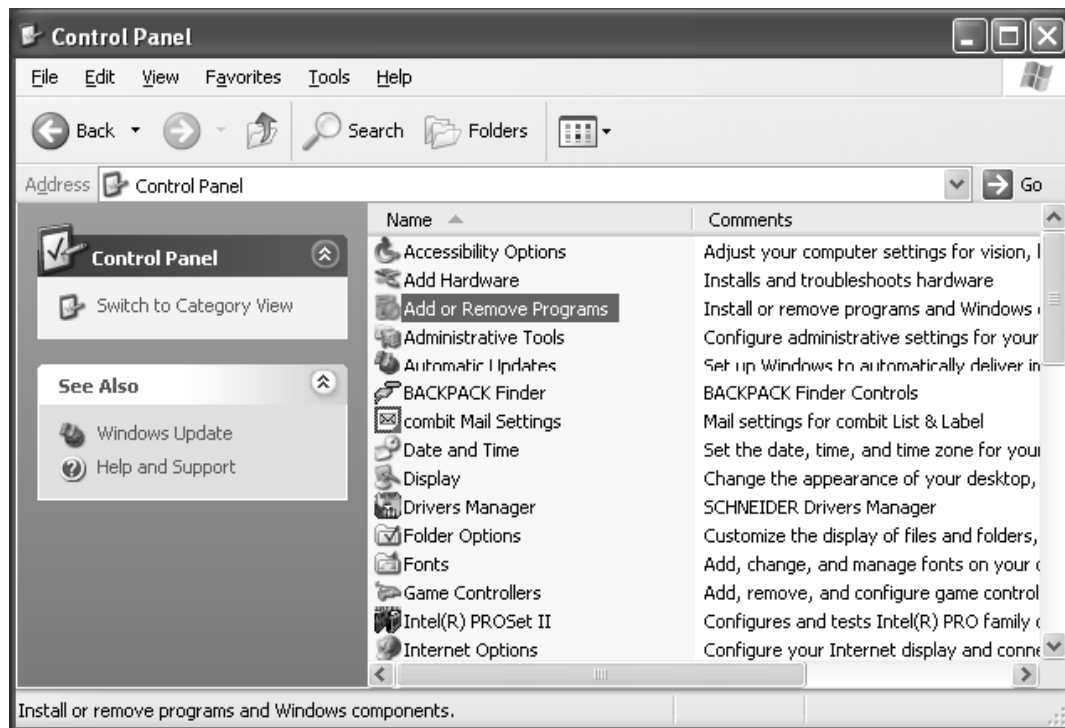 Control Panel
File Edit View Favorites Tools Help
Back Search Folders
Address Control Panel Go
Control Panel
Switch to Category View
See Also
Windows Update
Help and Support
Name Comments
Accessibility Options Adjust your computer settings for vision,
Add Hardware Installs and troubleshoots hardware
Add or Remove Programs Install or remove programs and Windows
Administrative Tools Configure administrative settings for your
Automatic Updates Set up Windows to automatically deliver
BACKPACK Finder BACKPACK Finder Controls
combit Mail Settings Mail settings for combit List & Label
Date and Time Set the date, time, and time zone for your
Display Change the appearance of your desktop,
Drivers Manager SCHNEIDER Drivers Manager
Folder Options Customize the display of files and folders,
Fonts Add, change, and manage fonts on your
Game Controllers Add, remove, and configure game control
Intel(R) PROSet II Configures and tests Intel(R) PRO family
Internet Options Configure your Internet display and conne
Install or remove programs and Windows components.